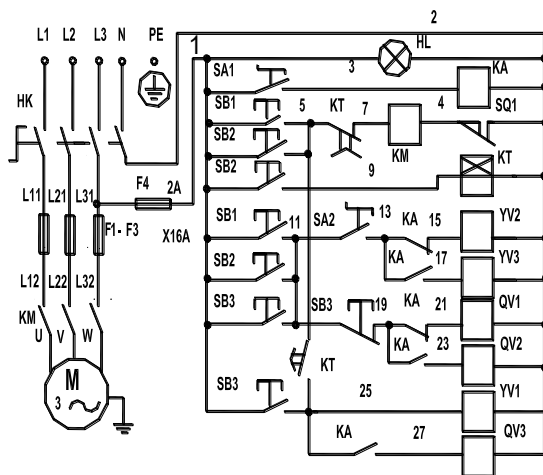 2
L1 L2 L3 N PE
1
HL
3
SA1
KA
HK
SB1
5
KT
7
4
SQ1
SB2
KM
KT
SB2
9
L11
L21
L31
F4
2A
F1-F3
X16A
SB1
11
SA2
13
KA
15
YV2
SB2
KA
17
YV3
L12
L22
L32
SB3
SB3
19
KA
21
QV1
KM
U
V
W
KA
23
QV2
KT
M
3
SB3
25
YV1
KA
27
QV3